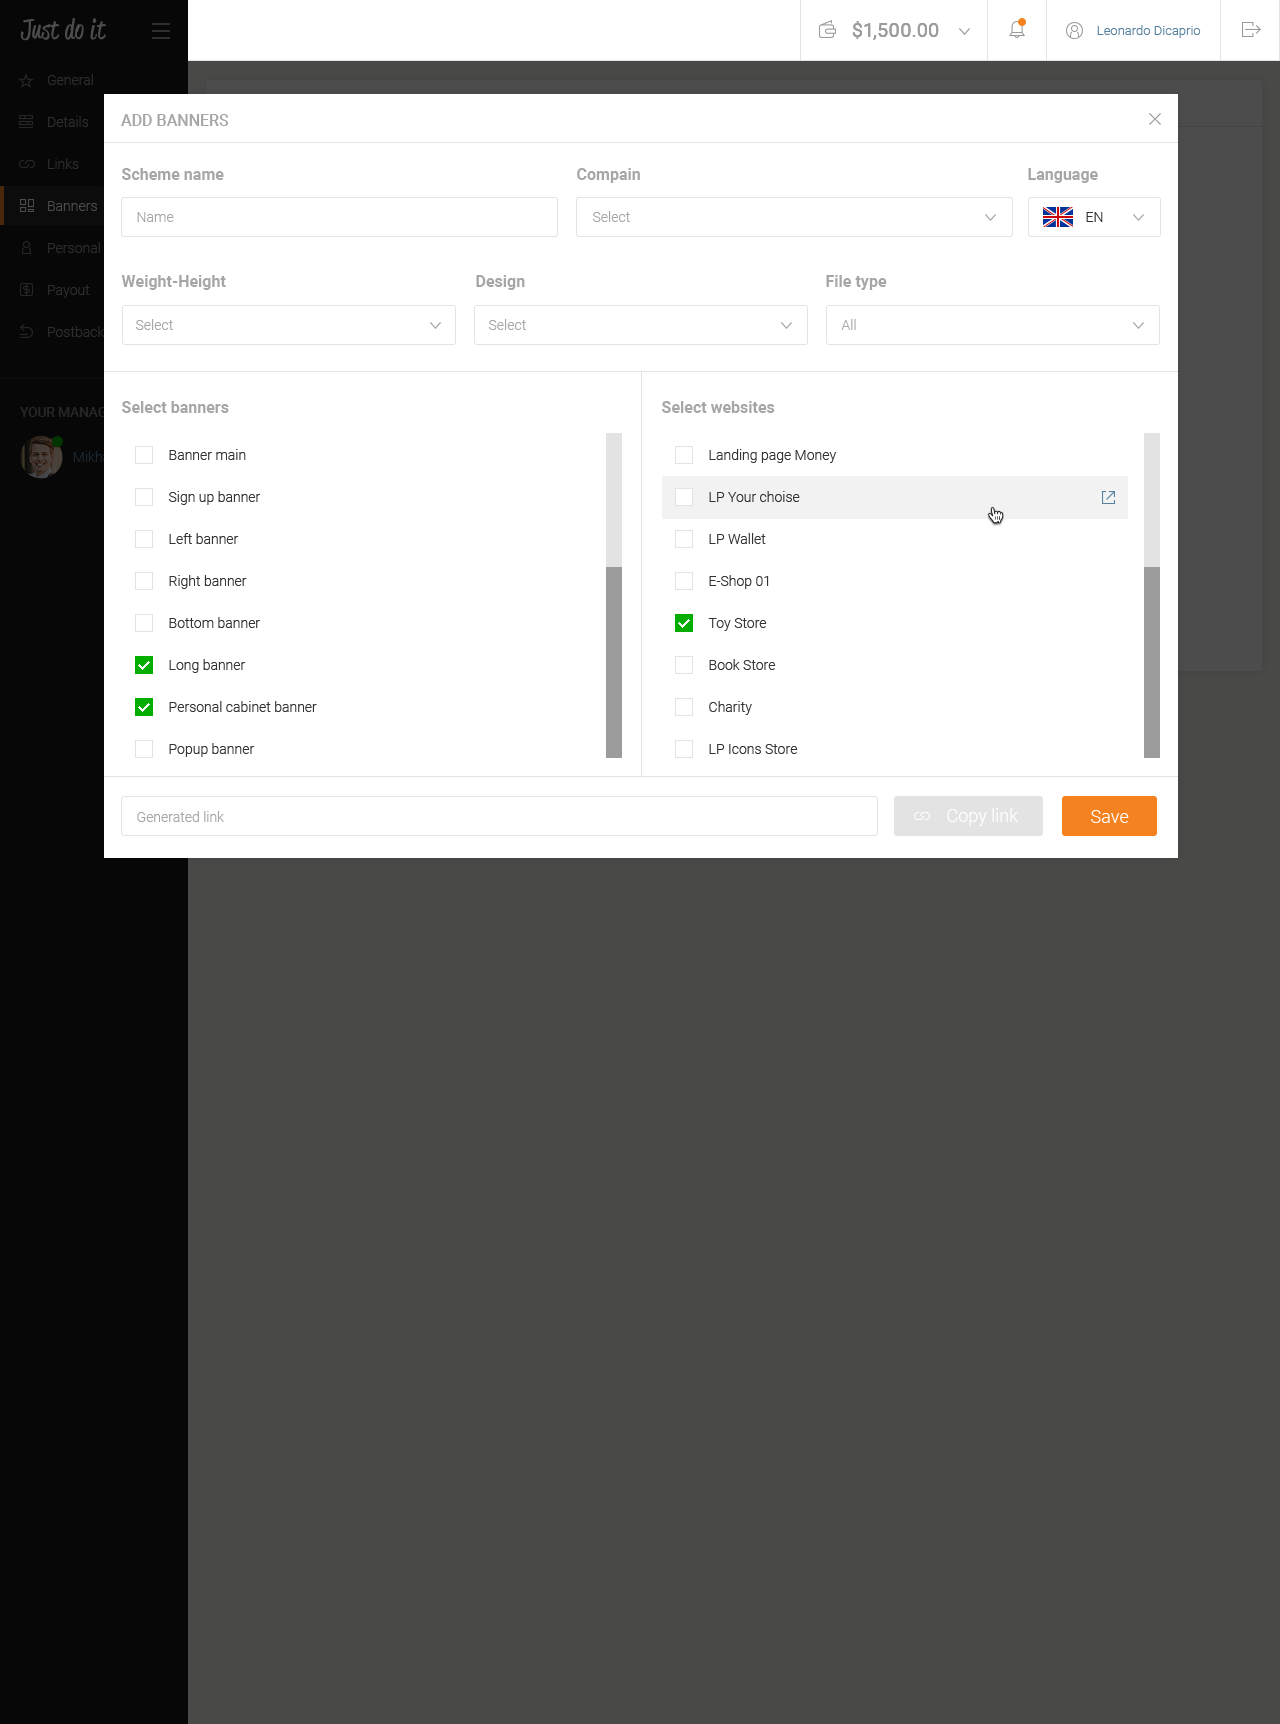 Just do it
$1,500.00
Leonardo Dicaprio
General
Details
Links
Banners
Personal
Payout
Postback
YOUR MANAG
Mikha
ADD BANNERS
Scheme name
Compain
Language
Name
Select
EN
Weight-Height
Design
File type
Select
Select
All
Select banners
Banner main
Sign up banner
Left banner
Right banner
Bottom banner
Long banner
Personal cabinet banner
Popup banner
Select websites
Landing page Money
LP Your choise
LP Wallet
E-Shop 01
Toy Store
Book Store
Charity
LP Icons Store
Generated link
Copy link
Save